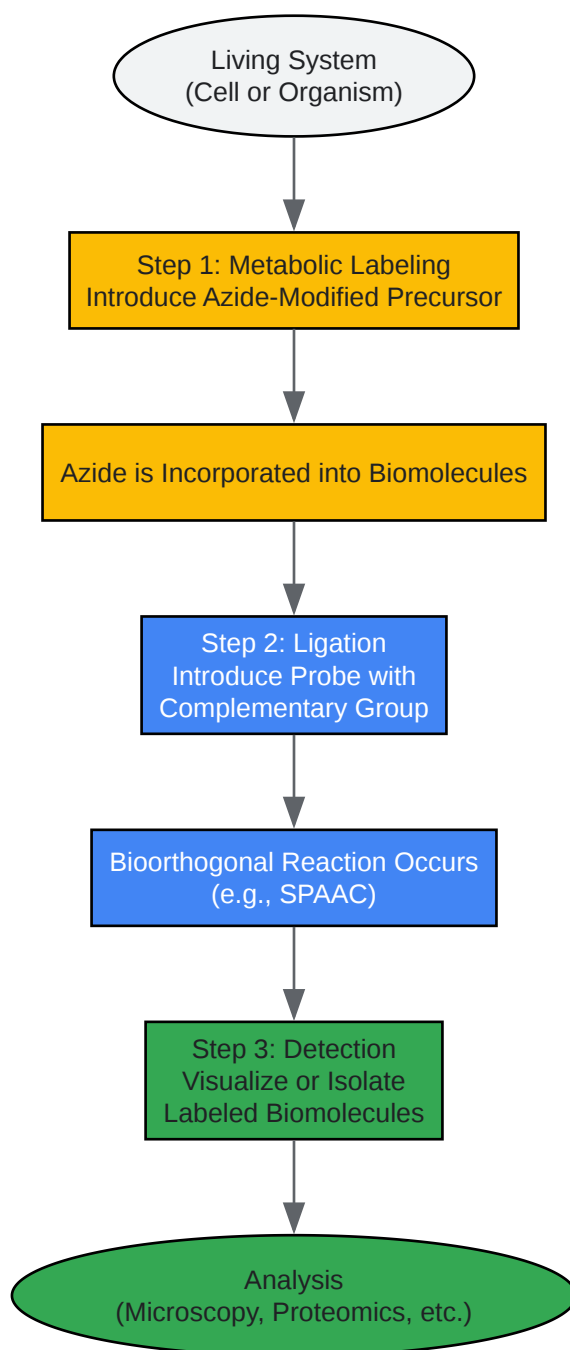 Living System
(Cell or Organism)
Step 1: Metabolic Labeling
Introduce Azide-Modified Precursor
Azide is Incorporated into Biomolecules
Step 2: Ligation
Introduce Probe with
Complementary Group
Bioorthogonal Reaction Occurs
(e.g., SPAAC)
Step 3: Detection
Visualize or Isolate
Labeled Biomolecules
Analysis
(Microscopy, Proteomics, etc.)